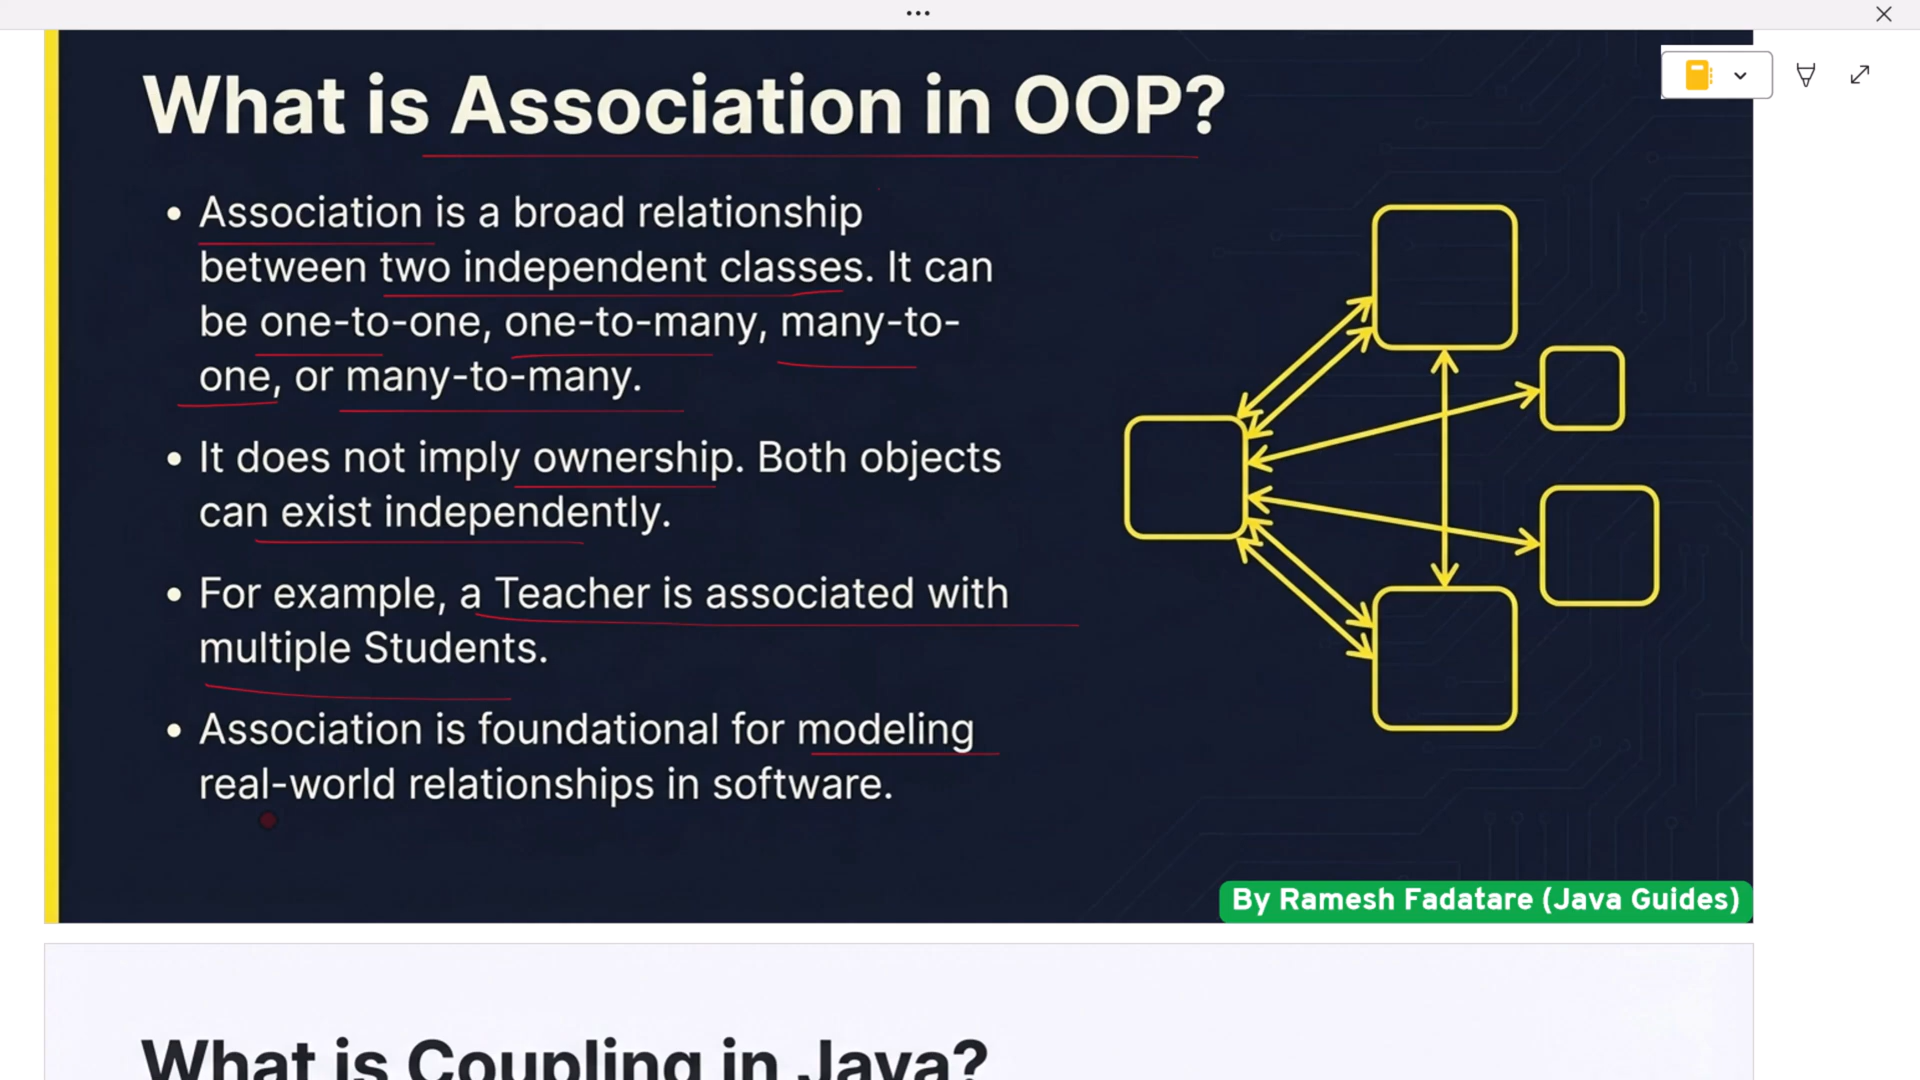 What is Association in OOP?
• Association is a broad relationship
between two independent classes. It can
be one-to-one, one-to-many, many-to-
one, or many-to-many.
• It does not imply ownership. Both objects
can exist independently.
• For example, a Teacher is associated with
multiple Students.
• Association is foundational for modeling
real-world relationships in software.
By Ramesh Fadatare (Java Guides)
What is Coupling in Java?